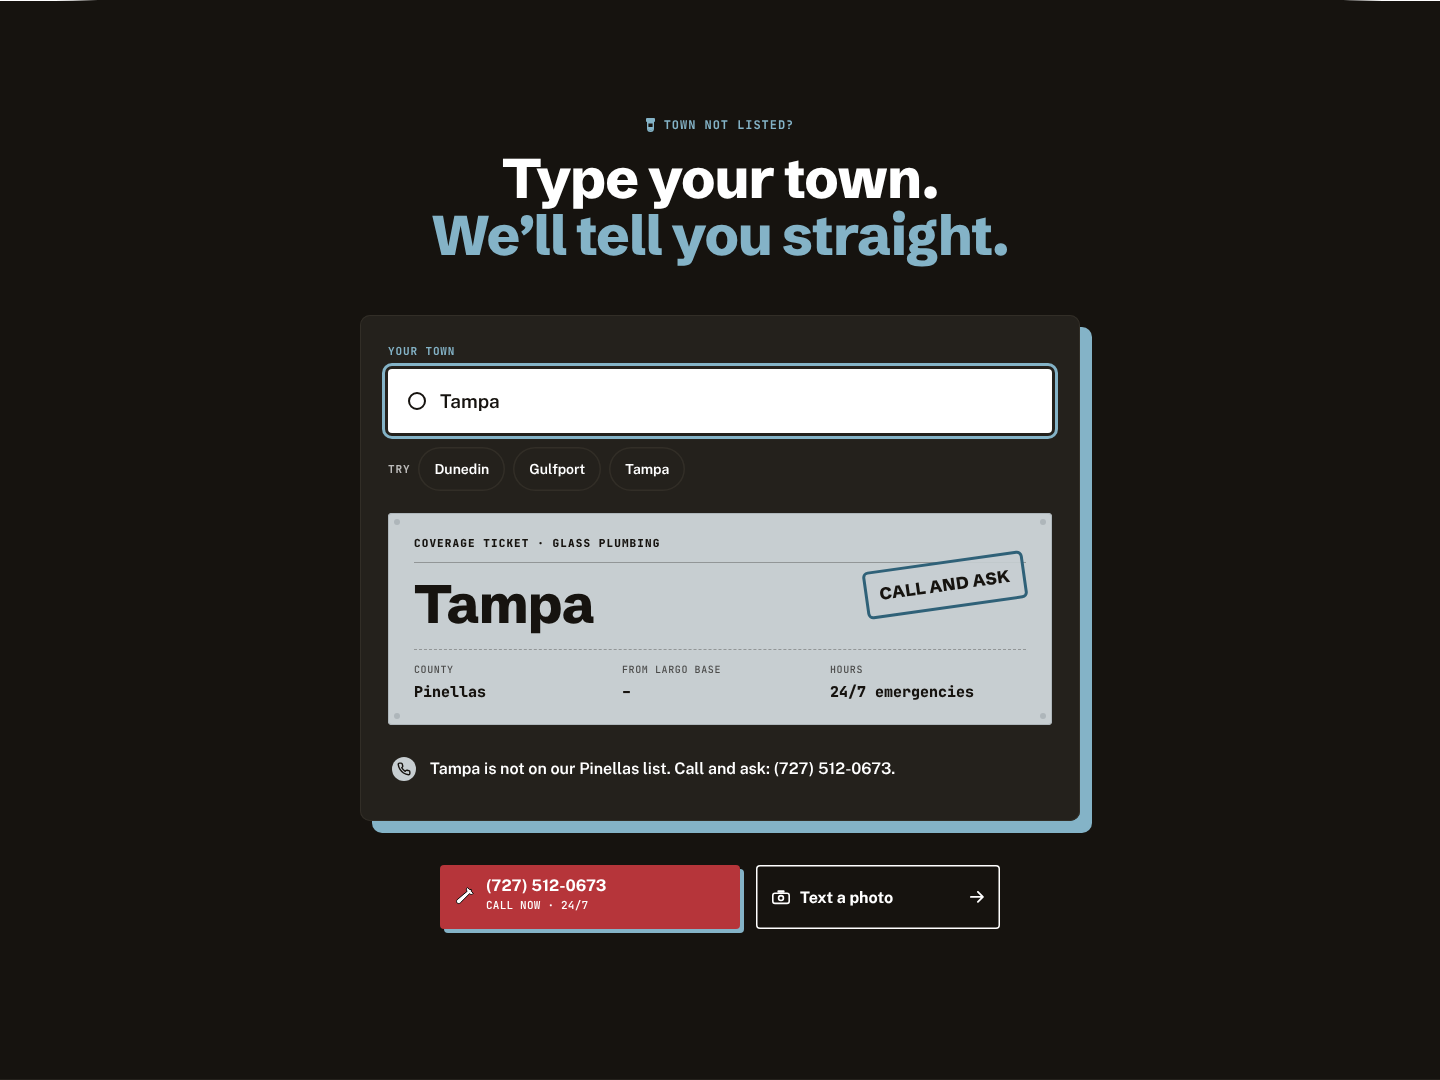 TOWN NOT LISTED?
Type your town.
We’ll tell you straight.
YOUR TOWN
Tampa
TRY
Dunedin
Gulfport
Tampa
COVERAGE TICKET · GLASS PLUMBING
CALL AND ASK
Tampa
COUNTY
FROM LARGO BASE
HOURS
Pinellas
–
24/7 emergencies
Tampa is not on our Pinellas list. Call and ask: (727) 512-0673.
(727) 512-0673
CALL NOW · 24/7
Text a photo